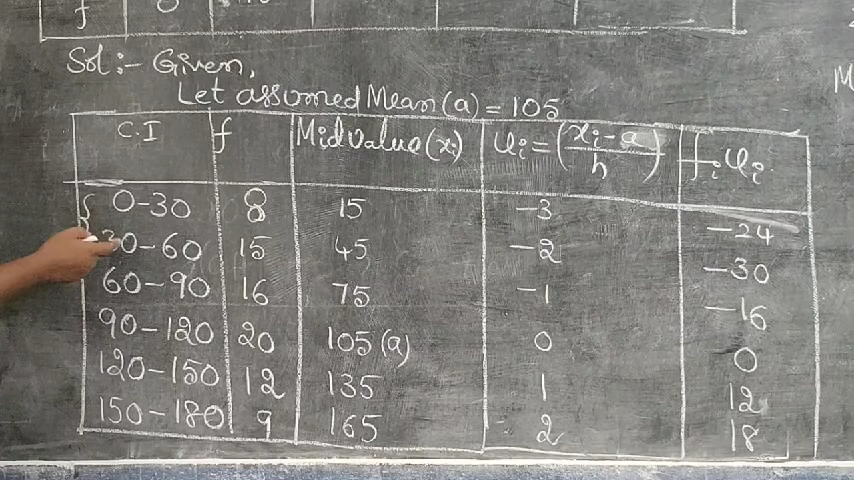 f
Sol:- Given,
Let assumed Mean (a) = 105
C.I f Mid value (xi) ui = (xi - a / h) fiui
0-30 8 15 -3 -24
30-60 15 45 -2 -30
60-90 16 75 -1 -16
90-120 20 105 (a) 0 0
120-150 12 135 1 12
150-180 9 165 2 18
M